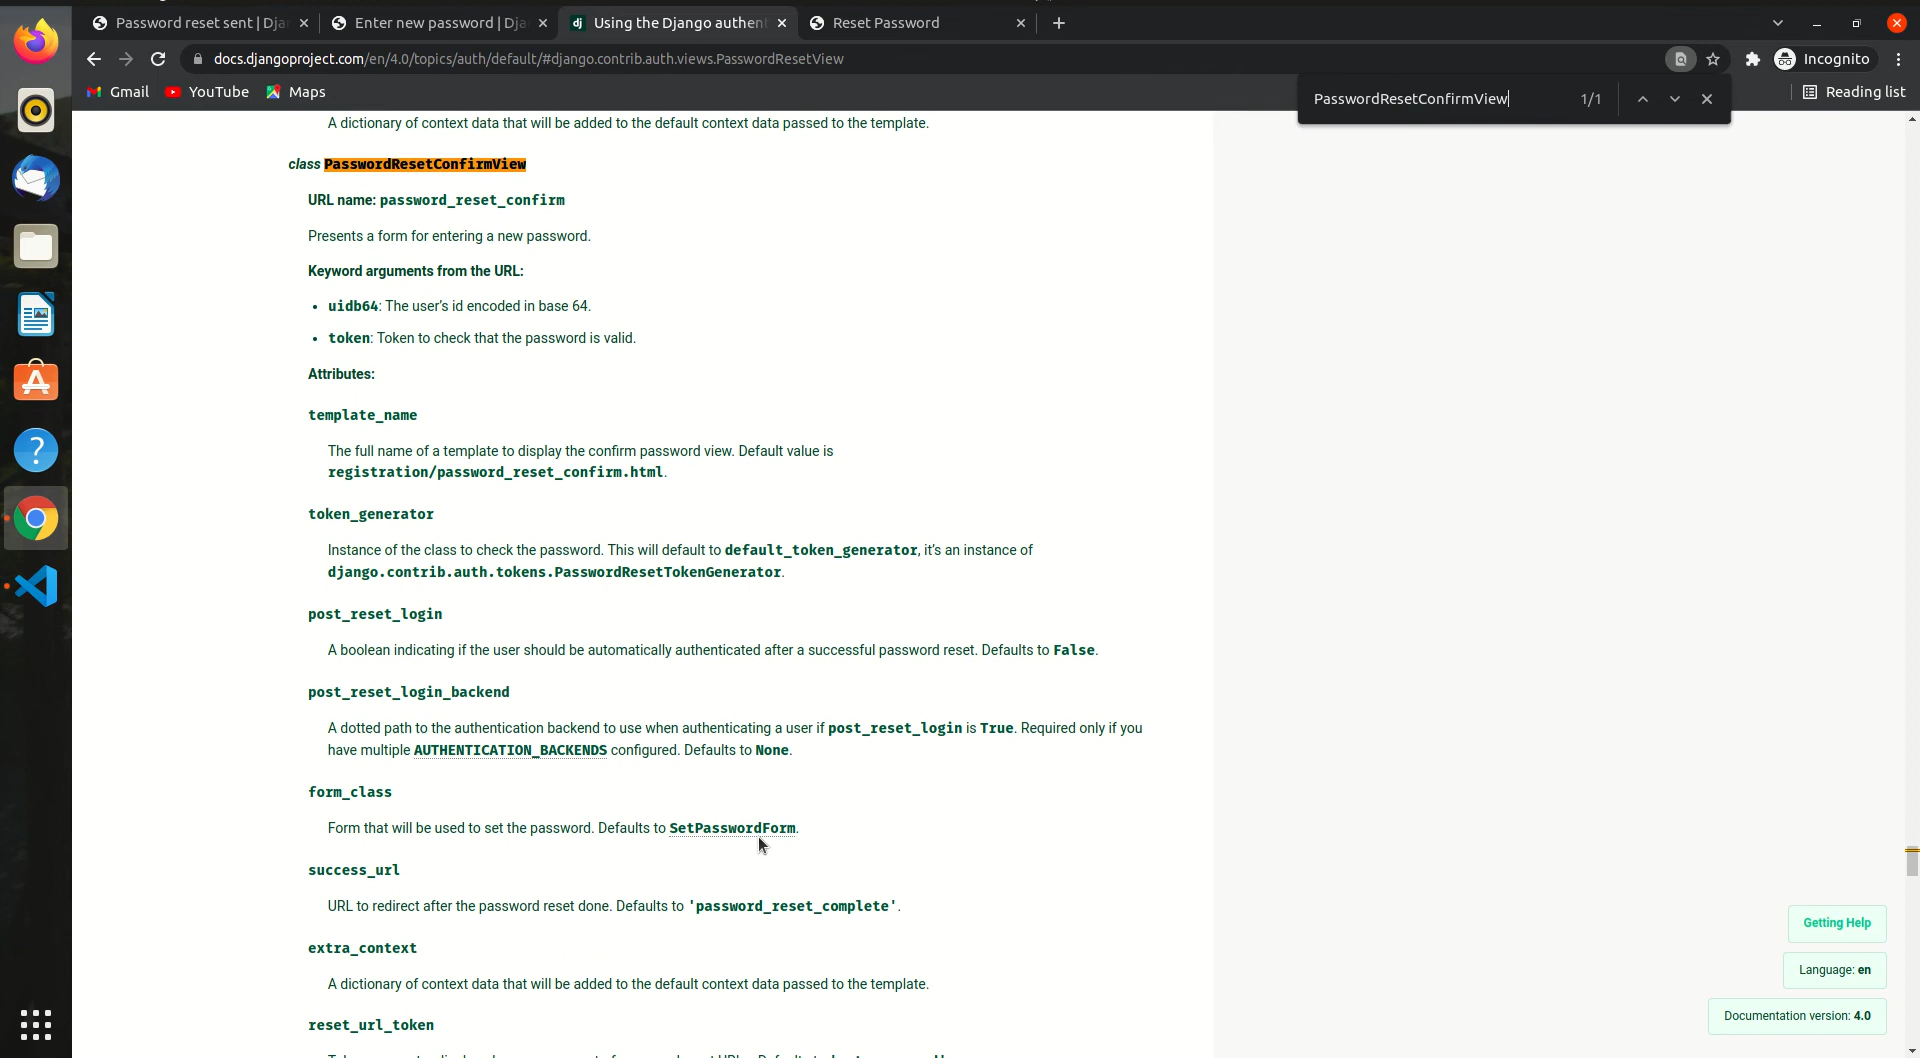 Password reset sent | Dja
Enter new password | Dja
Using the Django authen
Reset Password
docs.djangoproject.com/en/4.0/topics/auth/default/#django.contrib.auth.views.PasswordResetView
Incognito
Gmail
YouTube
Maps
PasswordResetConfirmView
1/1
Reading list
A dictionary of context data that will be added to the default context data passed to the template.
class PasswordResetConfirmView
URL name: password_reset_confirm
Presents a form for entering a new password.
Keyword arguments from the URL:
• uidb64: The user's id encoded in base 64.
• token: Token to check that the password is valid.
Attributes:
template_name
The full name of a template to display the confirm password view. Default value is
registration/password_reset_confirm.html.
token_generator
Instance of the class to check the password. This will default to default_token_generator, it's an instance of
django.contrib.auth.tokens.PasswordResetTokenGenerator.
post_reset_login
A boolean indicating if the user should be automatically authenticated after a successful password reset. Defaults to False.
post_reset_login_backend
A dotted path to the authentication backend to use when authenticating a user if post_reset_login is True. Required only if you
have multiple AUTHENTICATION_BACKENDS configured. Defaults to None.
form_class
Form that will be used to set the password. Defaults to SetPasswordForm.
success_url
URL to redirect after the password reset done. Defaults to 'password_reset_complete'.
extra_context
A dictionary of context data that will be added to the default context data passed to the template.
reset_url_token
Getting Help
Language: en
Documentation version: 4.0